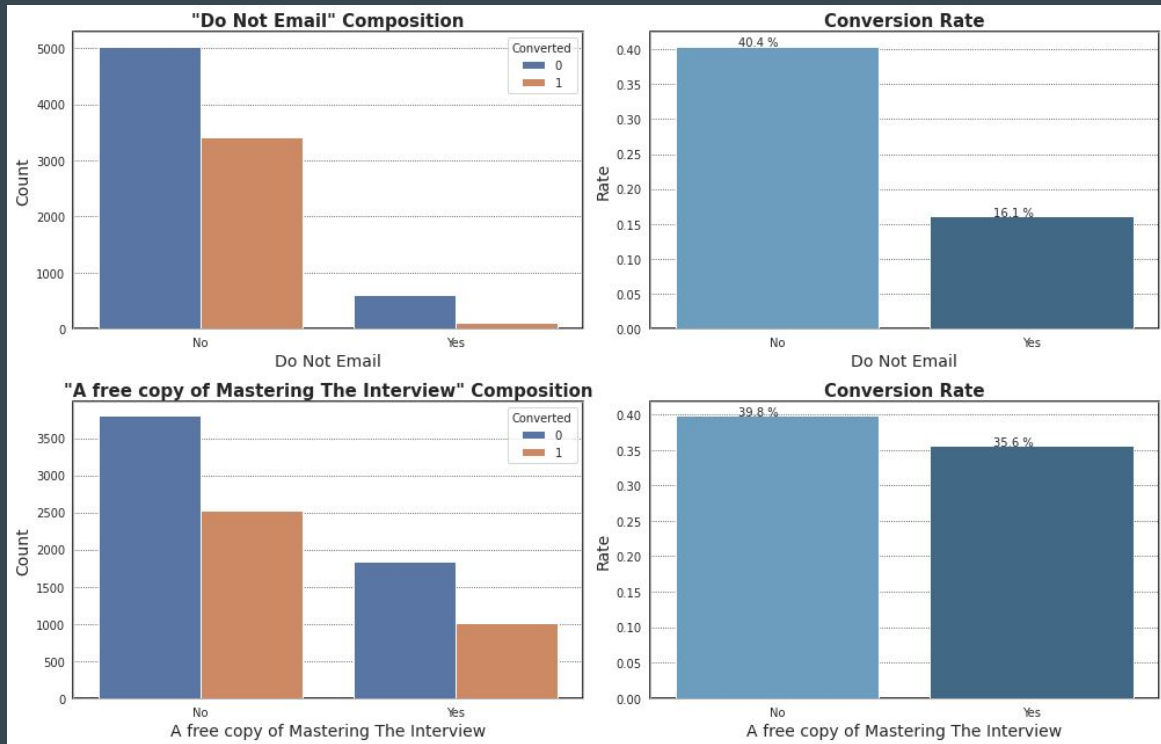 "Do Not Email" Composition
Converted
0
1
Count
5000
4000
3000
2000
1000
0
No
Yes
Do Not Email
Conversion Rate
40.4 %
16.1 %
Rate
0.40
0.35
0.30
0.25
0.20
0.15
0.10
0.05
0.00
No
Yes
Do Not Email
"A free copy of Mastering The Interview" Composition
Converted
0
1
Count
3500
3000
2500
2000
1500
1000
500
0
No
Yes
A free copy of Mastering The Interview
Conversion Rate
39.8 %
35.6 %
Rate
0.40
0.35
0.30
0.25
0.20
0.15
0.10
0.05
0.00
No
Yes
A free copy of Mastering The Interview